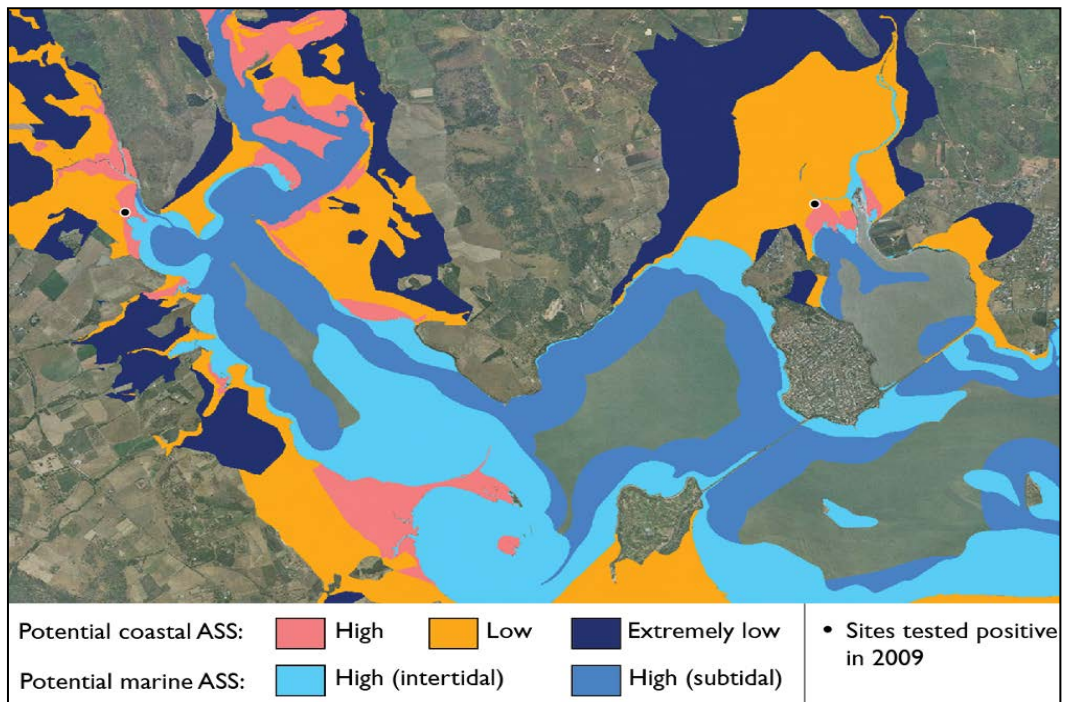 Potential coastal ASS: High Low Extremely low
Potential marine ASS: High (intertidal) High (subtidal)
• Sites tested positive
in 2009